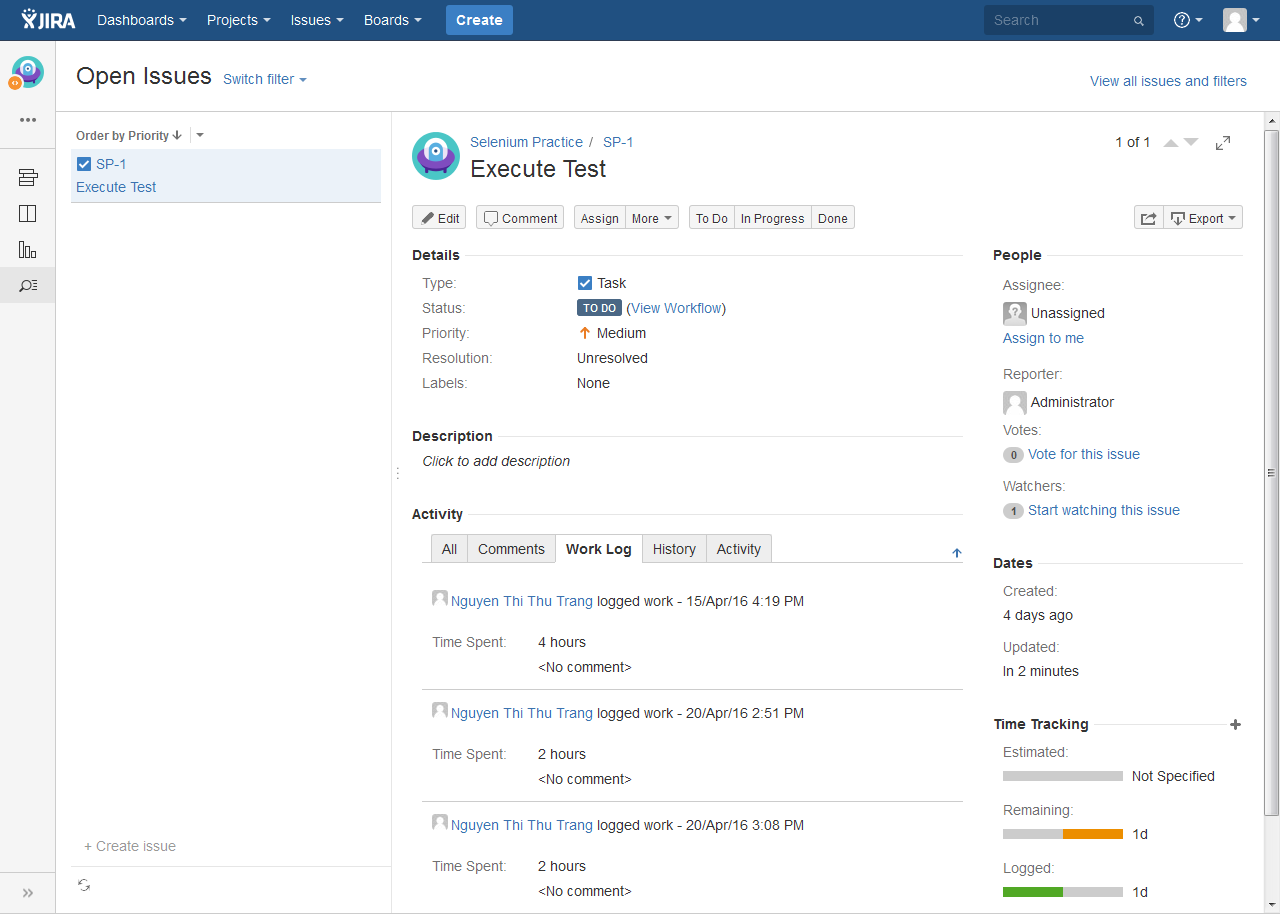 JIRA Dashboards Projects Issues Boards Create Search
Open Issues Switch filter
View all issues and filters
Order by Priority
SP-1
Execute Test
+ Create issue
Selenium Practice / SP-1
1 of 1
Execute Test
Edit Comment Assign More To Do In Progress Done Export
Details
Type: Task
Status: TO DO (View Workflow)
Priority: Medium
Resolution: Unresolved
Labels: None
Description
Click to add description
Activity
All Comments Work Log History Activity
Nguyen Thi Thu Trang logged work - 15/Apr/16 4:19 PM
Time Spent: 4 hours
<No comment>
Nguyen Thi Thu Trang logged work - 20/Apr/16 2:51 PM
Time Spent: 2 hours
<No comment>
Nguyen Thi Thu Trang logged work - 20/Apr/16 3:08 PM
Time Spent: 2 hours
<No comment>
People
Assignee:
Unassigned
Assign to me
Reporter:
Administrator
Votes:
0 Vote for this issue
Watchers:
1 Start watching this issue
Dates
Created:
4 days ago
Updated:
In 2 minutes
Time Tracking
Estimated:
Not Specified
Remaining:
1d
Logged:
1d